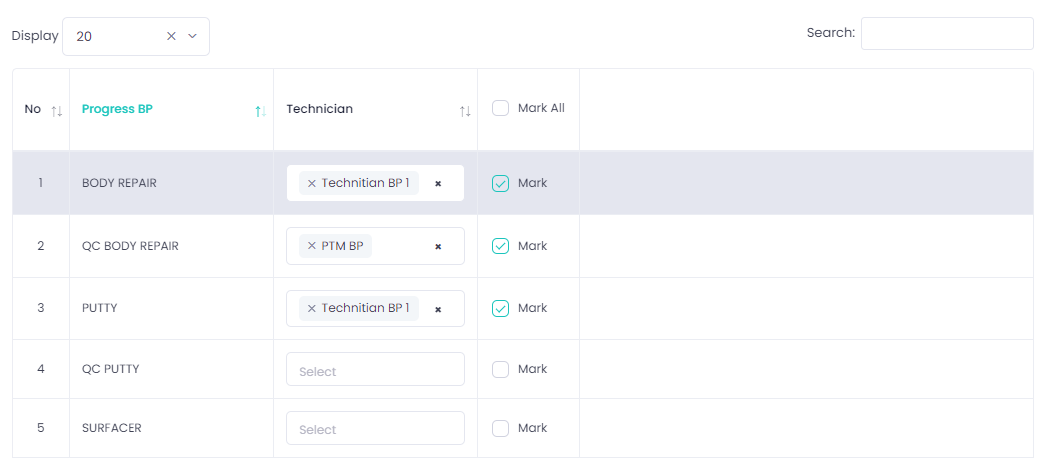 Display 20 Search:
No Progress BP Technician Mark All
1 BODY REPAIR Technitian BP 1 Mark
2 QC BODY REPAIR PTM BP Mark
3 PUTTY Technitian BP 1 Mark
4 QC PUTTY Select Mark
5 SURFACER Select Mark